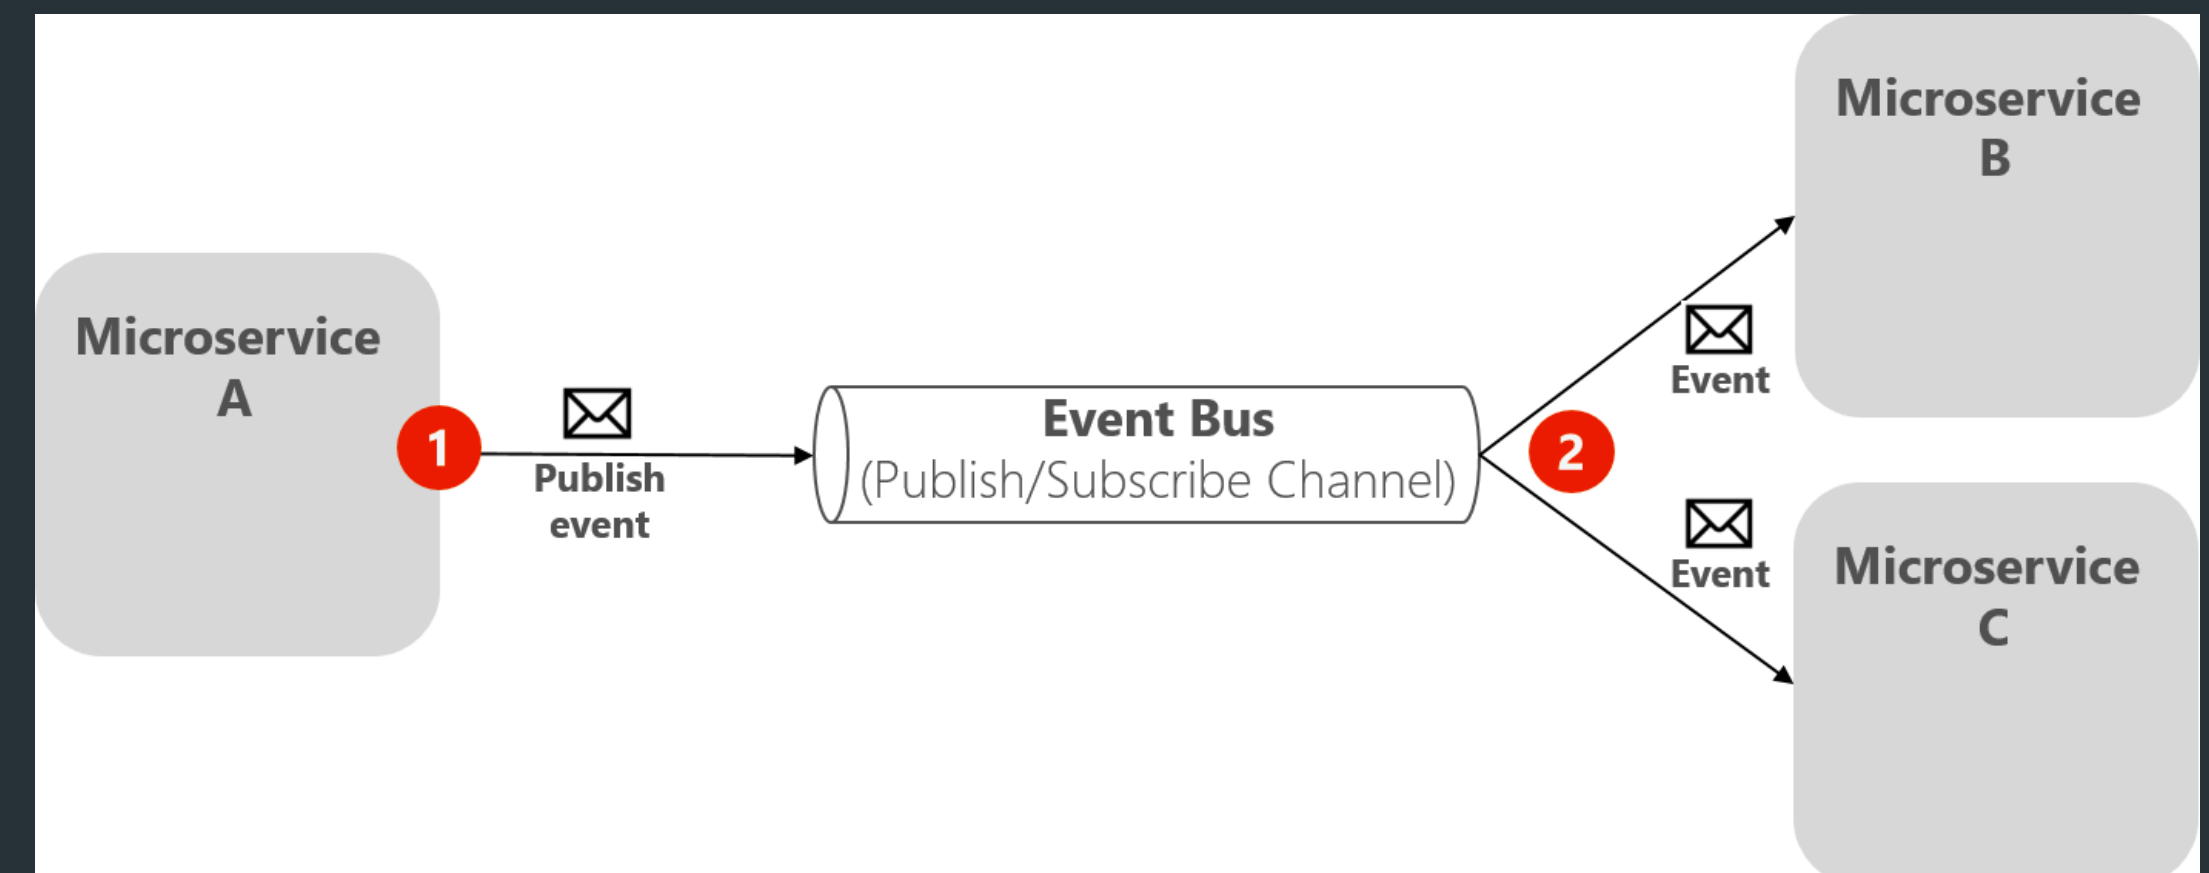 Microservice
A
1
Publish
event
Event Bus
(Publish/Subscribe Channel)
2
Microservice
B
Event
Event
Microservice
C